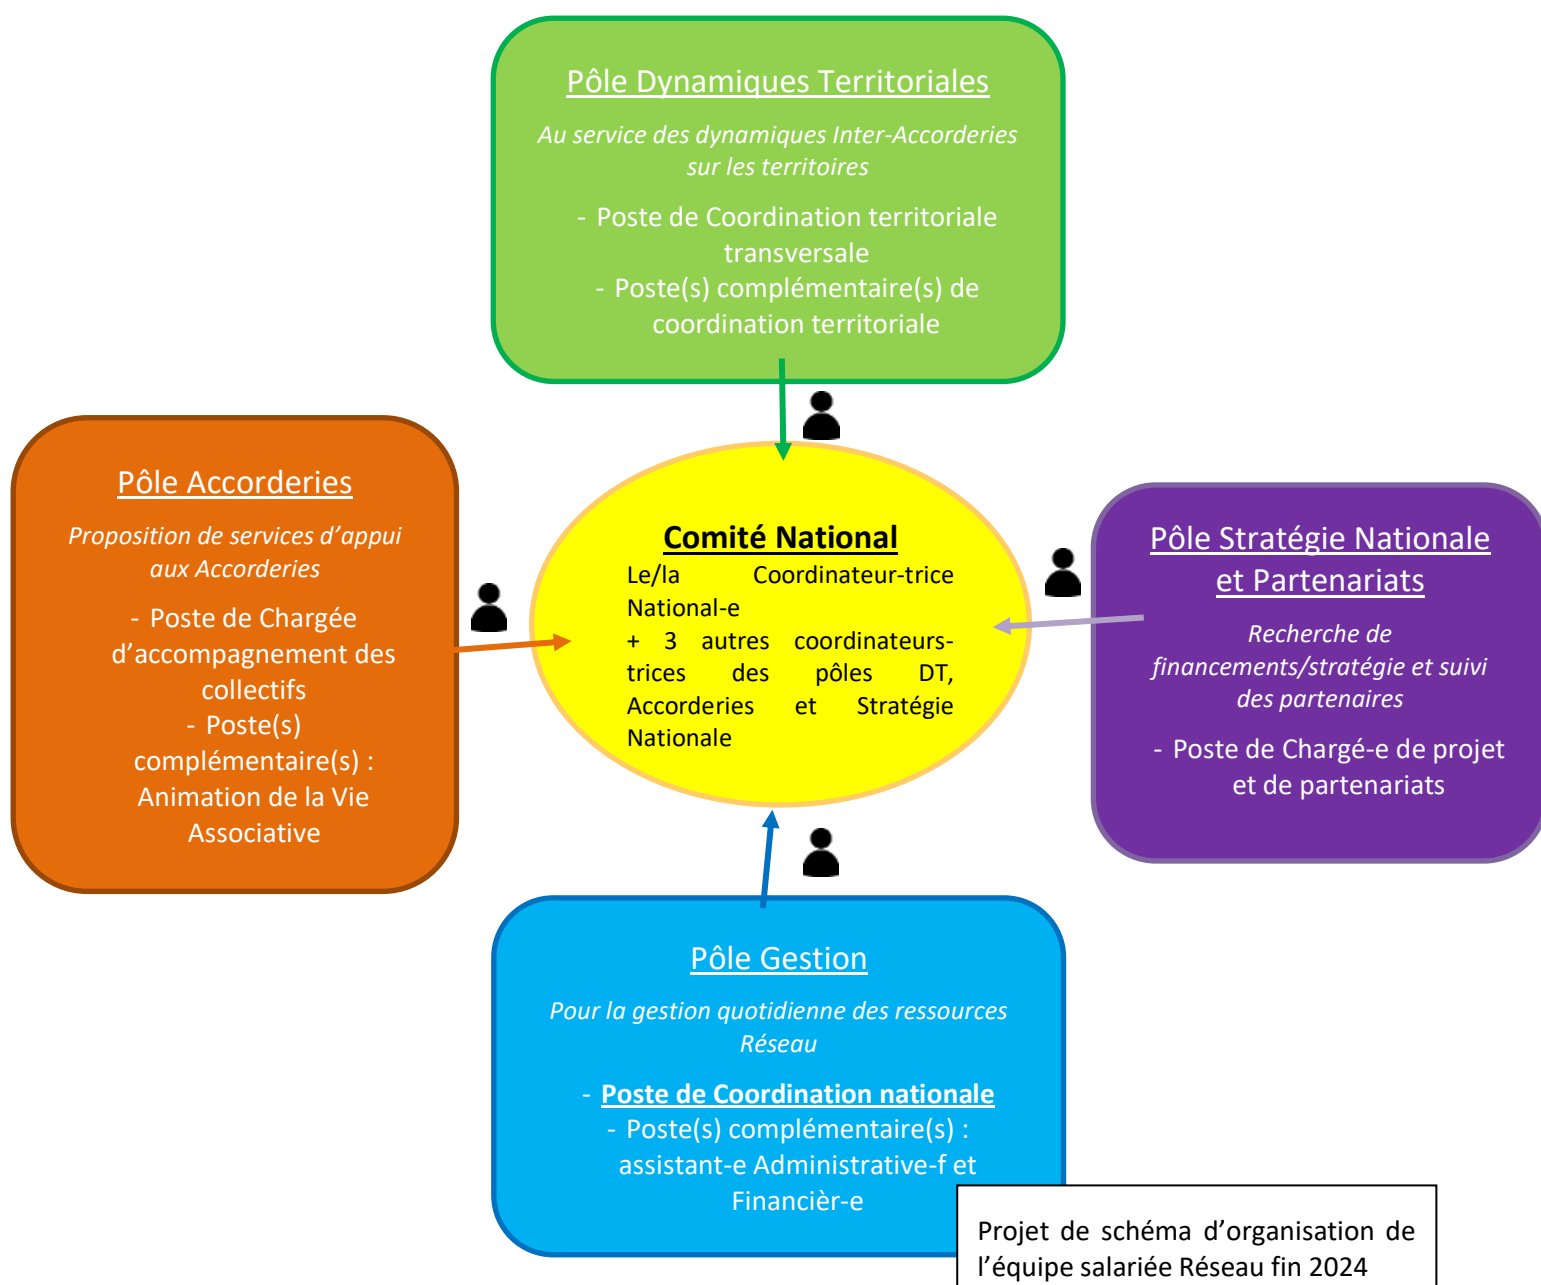 Pôle Dynamiques Territoriales
Au service des dynamiques Inter-Accorderies
sur les territoires
- Poste de Coordination territoriale
transversale
- Poste(s) complémentaire(s) de
coordination territoriale
Pôle Accorderies
Proposition de services d’appui
aux Accorderies
- Poste de Chargée
d’accompagnement des
collectifs
- Poste(s)
complémentaire(s) :
Animation de la Vie
Associative
Comité National
Le/la Coordinateur-trice
National-e
+ 3 autres coordinateurs-
trices des pôles DT,
Accorderies et Stratégie
Nationale
Pôle Stratégie Nationale
et Partenariats
Recherche de
financements/stratégie et suivi
des partenaires
- Poste de Chargé-e de projet
et de partenariats
Pôle Gestion
Pour la gestion quotidienne des ressources
Réseau
- Poste de Coordination nationale
- Poste(s) complémentaire(s) :
assistant-e Administrative-f et
Financièr-e
Projet de schéma d’organisation de
l’équipe salariée Réseau fin 2024